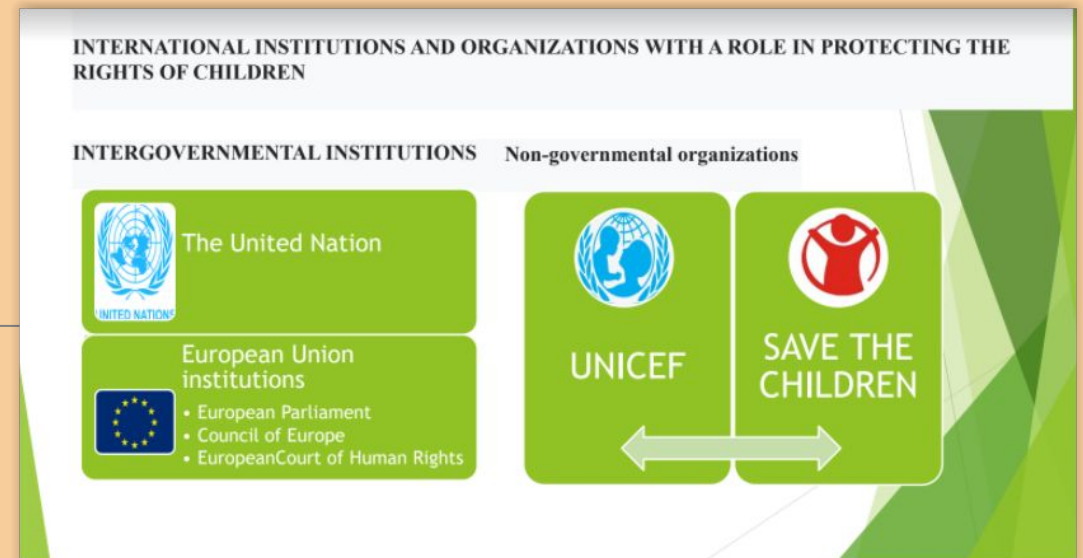 INTERNATIONAL INSTITUTIONS AND ORGANIZATIONS WITH A ROLE IN PROTECTING THE
RIGHTS OF CHILDREN
INTERGOVERNMENTAL INSTITUTIONS
Non-governmental organizations
The United Nation
UNITED NATIONS
European Union
institutions
• European Parliament
• Council of Europe
• EuropeanCourt of Human Rights
UNICEF
SAVE THE
CHILDREN